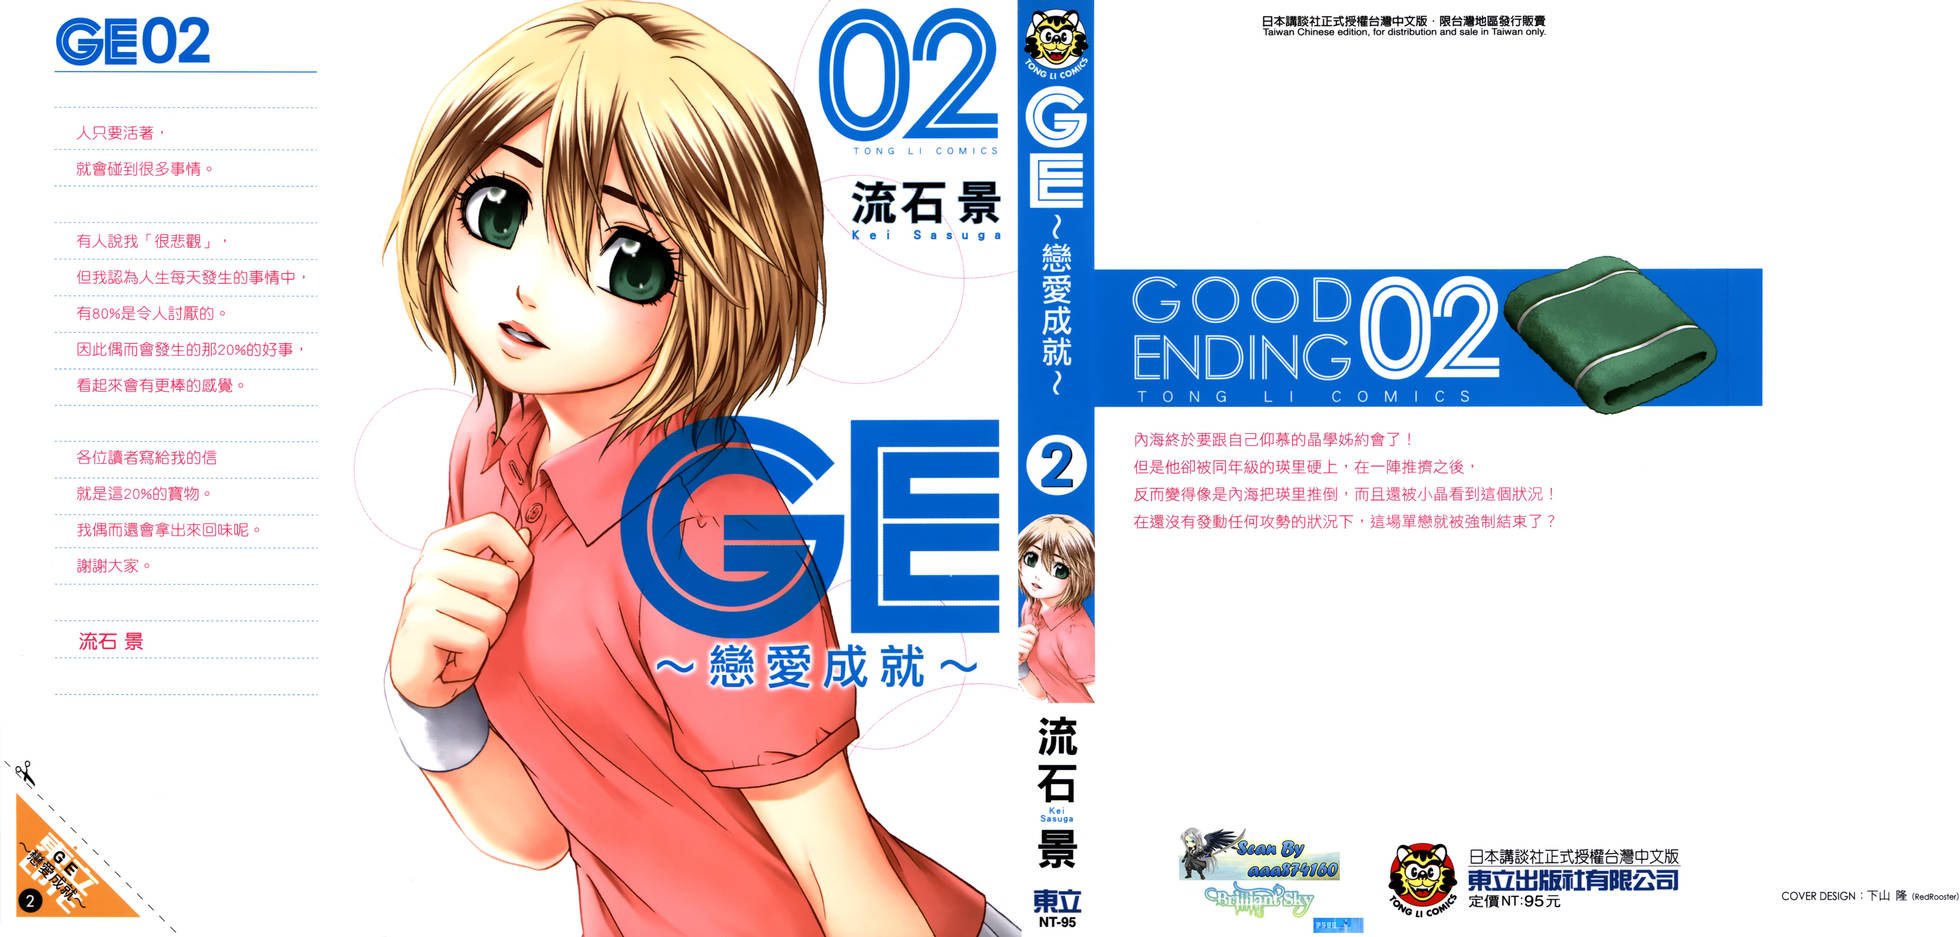 GE02
人只要活著，
就會碰到很多事情。
有人說我「很悲觀」，
但我認為人生每天發生的事情中，
有80%是令人討厭的。
因此偶而會發生的那20%的好事，
看起來會有更棒的感覺。
各位讀者寫給我的信
就是這20%的寶物。
我偶而還會拿出來回味呢。
謝謝大家。
流石 景
GE
～戀愛成就～
2
02
TONG LI COMICS
流石景
Kei Sasuga
GE
～戀愛成就～
TONG LI COMICS
GE
～戀愛成就～
2
流石景
Kei
Sasuga
東立
NT-95
日本講談社正式授權台灣中文版．限台灣地區發行販賣
Taiwan Chinese edition, for distribution and sale in Taiwan only.
GOOD
ENDING 02
TONG LI COMICS
內海終於要跟自己仰慕的晶學姊約會了！
但是他卻被同年級的瑛里硬上，在一陣推擠之後，
反而變得像是內海把瑛里推倒，而且還被小晶看到這個狀況！
在還沒有發動任何攻勢的狀況下，這場單戀就被強制結束了？
Scan By
aaa874160
Brilliant Sky
TONG LI COMICS
日本講談社正式授權台灣中文版
東立出版社有限公司
定價NT:95元
COVER DESIGN：下山 隆 (RedRooster)